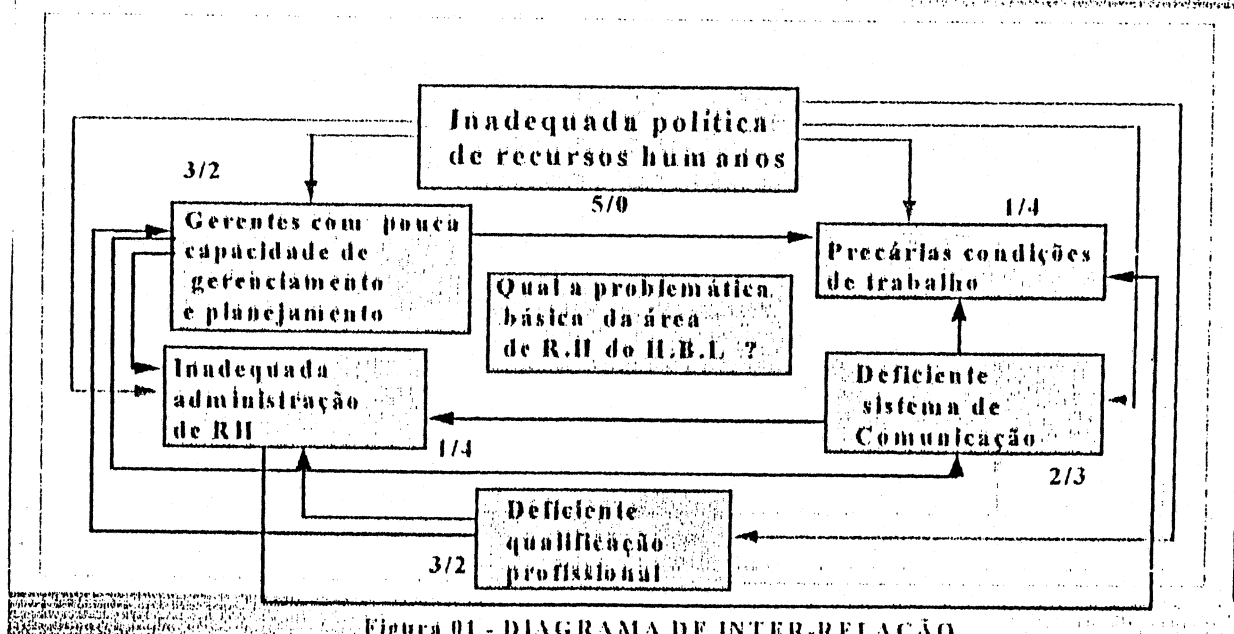 Inadequada política
de recursos humanos
5/0
3/2
Gerentes com pouca
capacidade de
gerenciamento
e planejamento
1/4
Precárias condições
de trabalho
Qual a problemática
básica da área
de R.H do H.B.L ?
Inadequada
administração
de RH
1/4
Deficiente
sistema de
Comunicação
2/3
Deficiente
qualificação
profissional
3/2
Figura 01 - DIAGRAMA DE INTER-RELAÇÃO